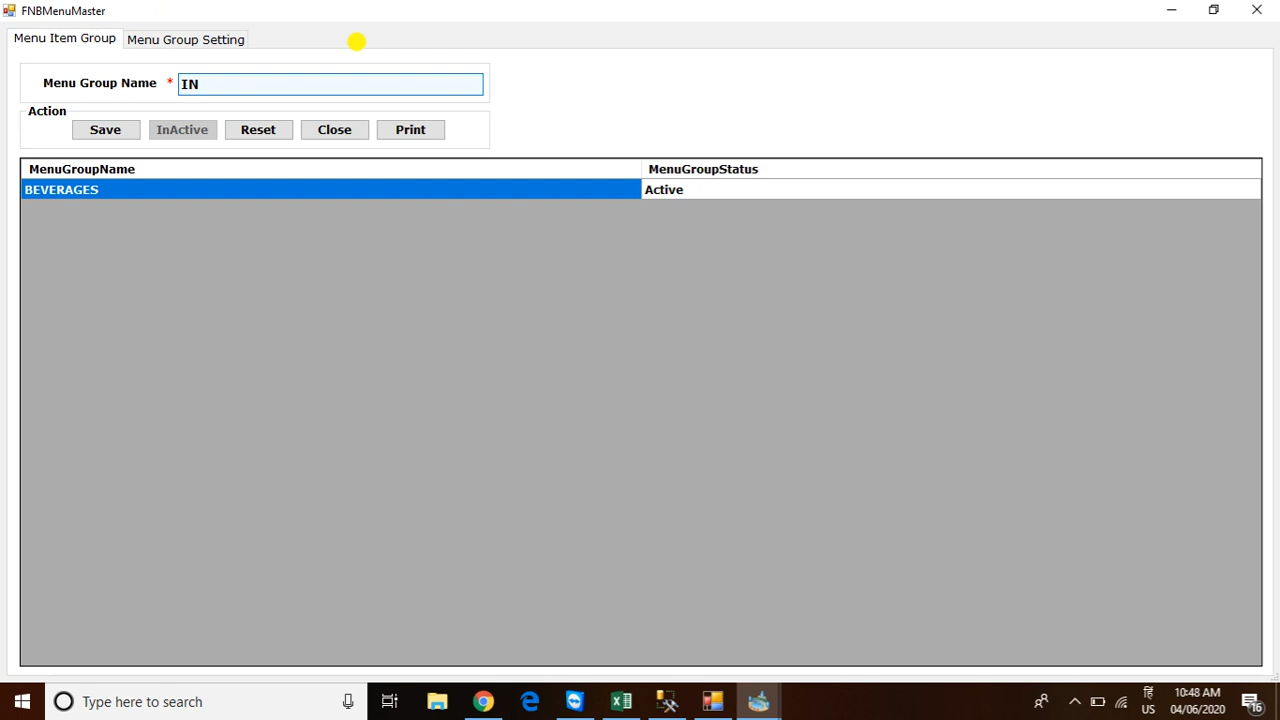 FNBMenuMaster
Menu Item Group Menu Group Setting
Menu Group Name * IN
Action
Save InActive Reset Close Print
MenuGroupName MenuGroupStatus
BEVERAGES Active
Type here to search
हि
US
10:48 AM
04/06/2020
16